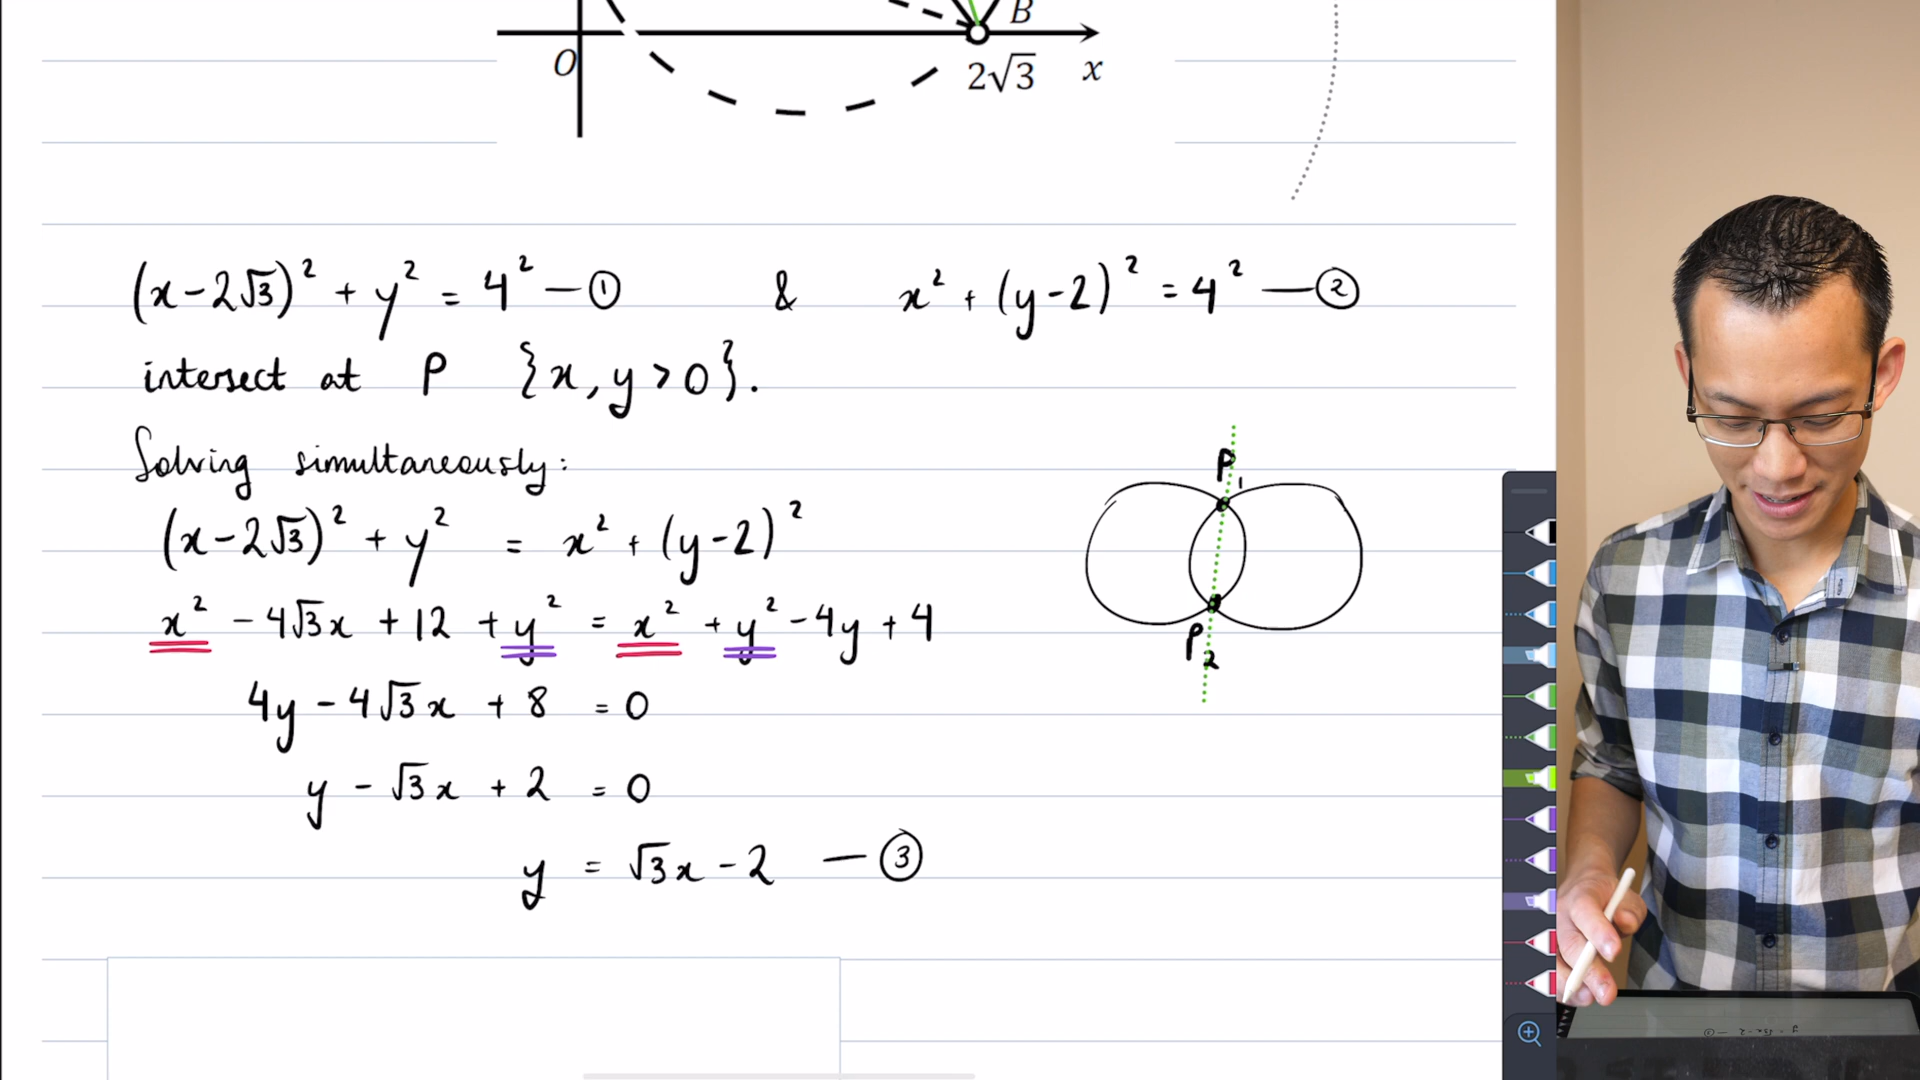 B
O
2√3
x
(x-2√3)² + y² = 4² — ①   &   x² + (y-2)² = 4² — ②
intersect at P {x, y > 0}.
Solving simultaneously:
(x-2√3)² + y² = x² + (y-2)²
x² - 4√3x + 12 + y² = x² + y² - 4y + 4
4y - 4√3x + 8 = 0
y - √3x + 2 = 0
y = √3x - 2 — ③
P₁
P₂